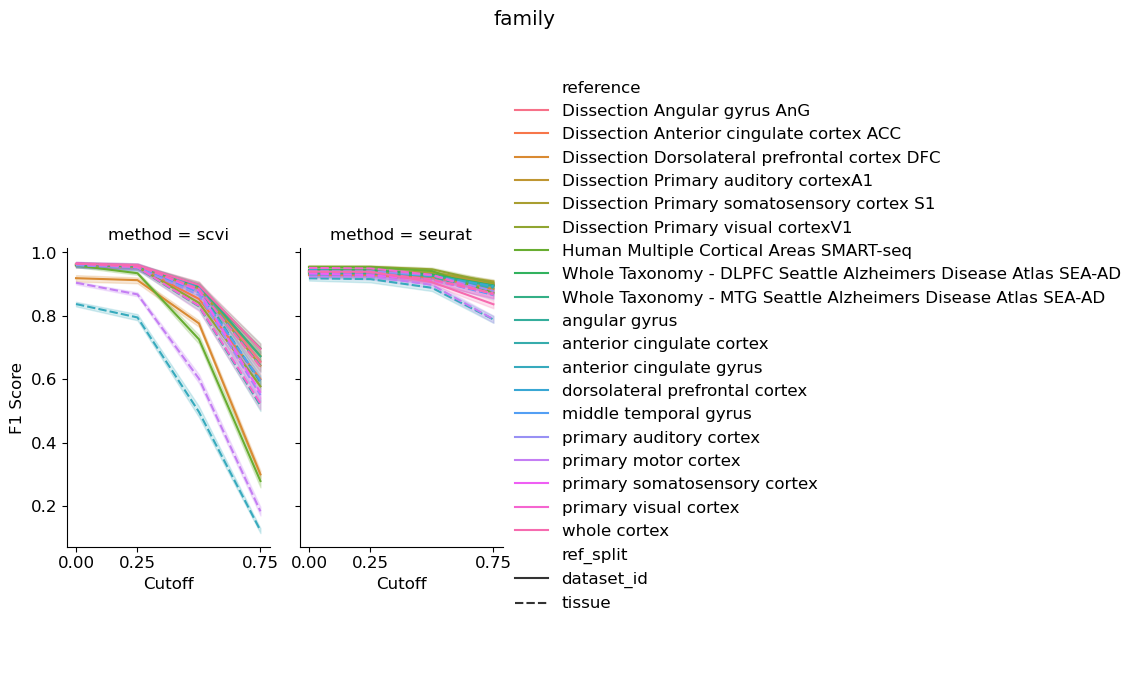 family
method = scvi
method = seurat
F1 Score
1.0
0.8
0.6
0.4
0.2
0.00
0.25
0.75
Cutoff
0.00
0.25
0.75
Cutoff
reference
Dissection Angular gyrus AnG
Dissection Anterior cingulate cortex ACC
Dissection Dorsolateral prefrontal cortex DFC
Dissection Primary auditory cortexA1
Dissection Primary somatosensory cortex S1
Dissection Primary visual cortexV1
Human Multiple Cortical Areas SMART-seq
Whole Taxonomy - DLPFC Seattle Alzheimers Disease Atlas SEA-AD
Whole Taxonomy - MTG Seattle Alzheimers Disease Atlas SEA-AD
angular gyrus
anterior cingulate cortex
anterior cingulate gyrus
dorsolateral prefrontal cortex
middle temporal gyrus
primary auditory cortex
primary motor cortex
primary somatosensory cortex
primary visual cortex
whole cortex
ref_split
dataset_id
tissue